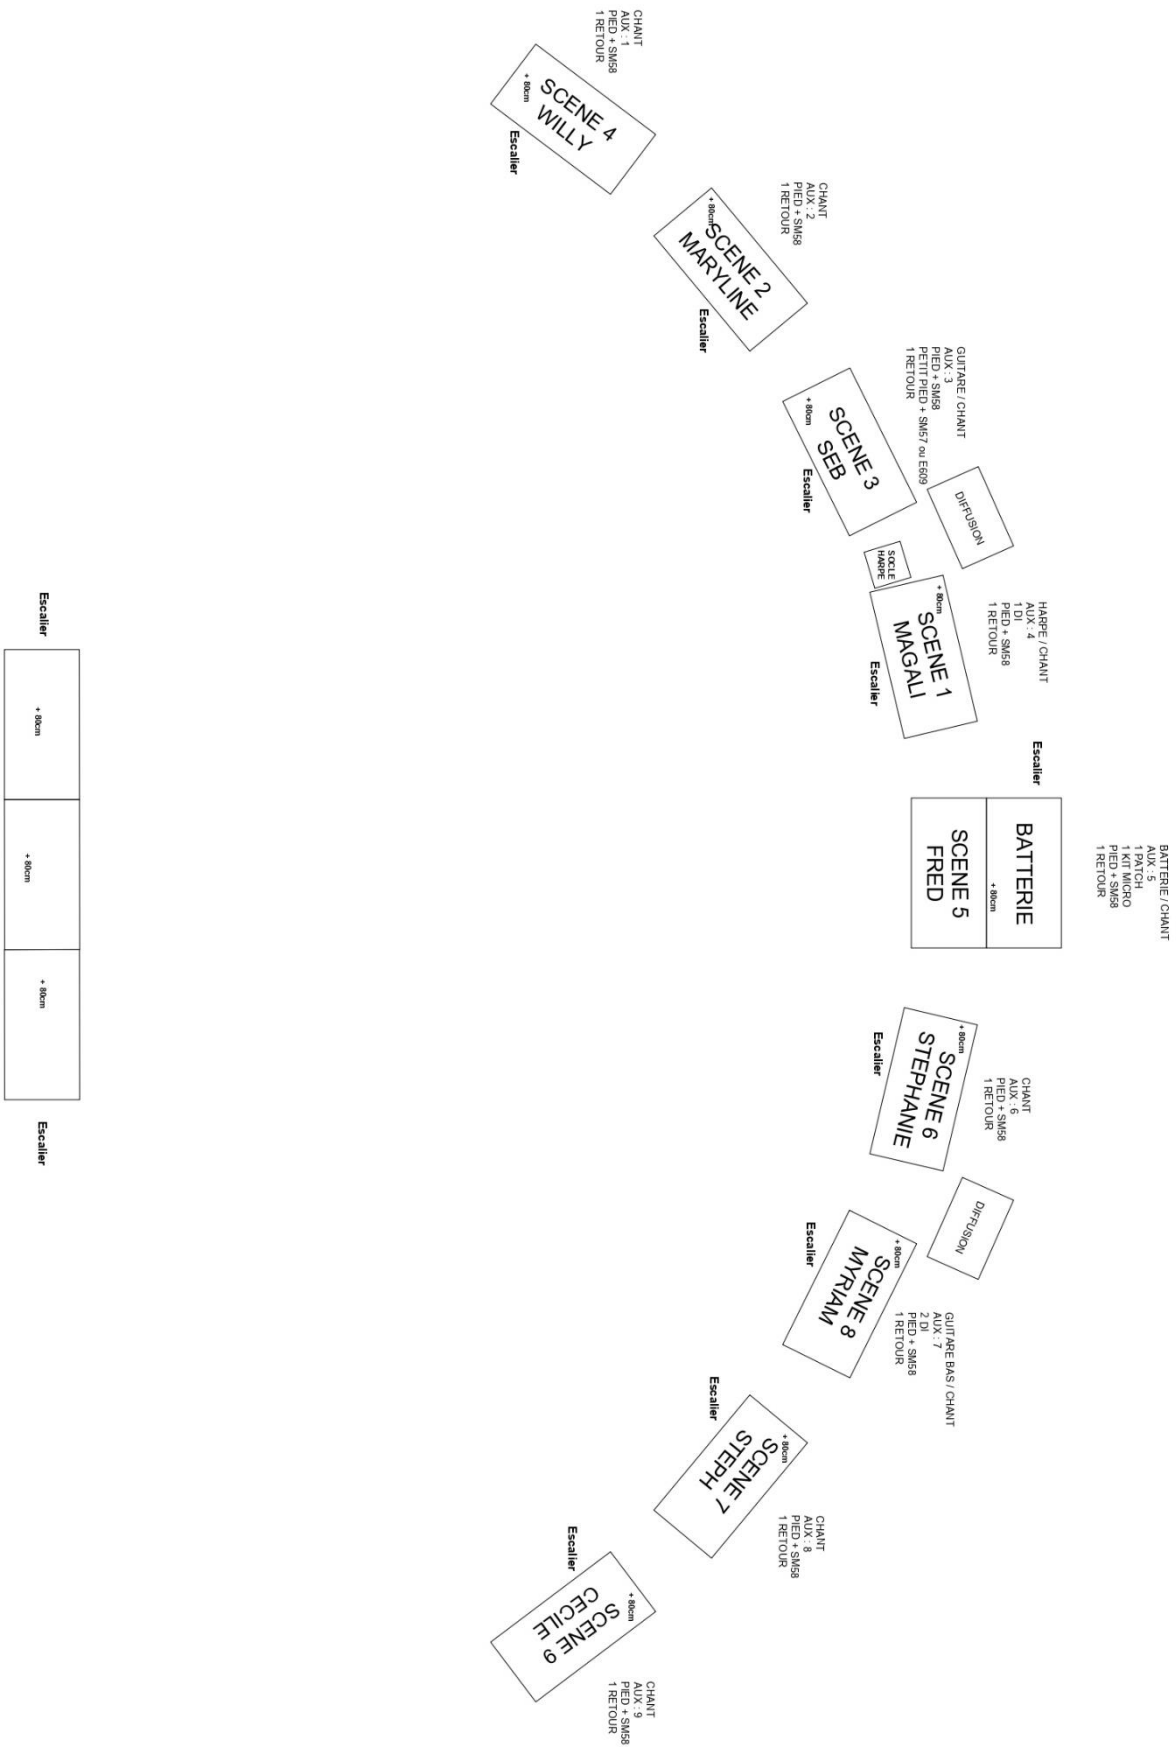 CHANT
AUX : 1
PIED + SM58
1 RETOUR
+ 80cm
SCENE 4
WILLY
Escalier
CHANT
AUX : 2
PIED + SM58
1 RETOUR
+ 80cm
SCENE 2
MARYLINE
Escalier
GUITARE / CHANT
AUX : 3
PIED + SM58
PETIT PIED + SM57 ou E609
1 RETOUR
+ 80cm
SCENE 3
SEB
Escalier
DIFFUSION
SOCLE
HARPE
HARPE / CHANT
AUX : 4
1 DI
PIED + SM58
1 RETOUR
+ 80cm
SCENE 1
MAGALI
Escalier
Escalier
BATTERIE / CHANT
AUX : 5
1 PATCH
1 KIT MICRO
PIED + SM58
1 RETOUR
BATTERIE
+ 80cm
SCENE 5
FRED
CHANT
AUX : 6
PIED + SM58
1 RETOUR
+ 80cm
SCENE 6
STEPHANIE
Escalier
DIFFUSION
GUITARE BAS / CHANT
AUX : 7
2 DI
PIED + SM58
1 RETOUR
+ 80cm
SCENE 8
MYRIAM
Escalier
CHANT
AUX : 8
PIED + SM58
1 RETOUR
+ 80cm
SCENE 7
STEPH
Escalier
CHANT
AUX : 9
PIED + SM58
1 RETOUR
+ 80cm
SCENE 9
CECILE
Escalier
Escalier
+ 80cm
+ 80cm
+ 80cm
Escalier